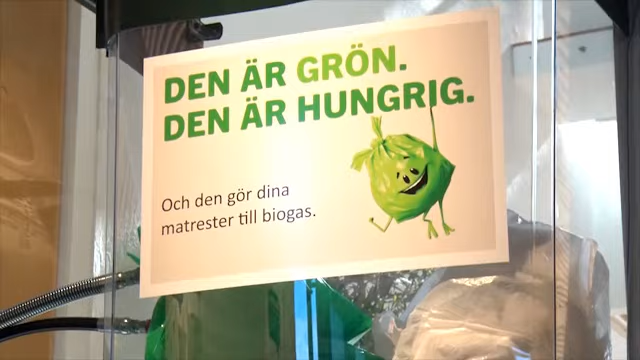 DEN ÄR GRÖN.
DEN ÄR HUNGRIG.
Och den gör dina
matrester till biogas.